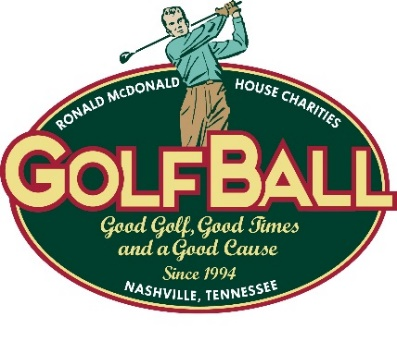 RONALD MCDONALD HOUSE CHARITIES
GOLFBALL
Good Golf, Good Times
and a Good Cause
Since 1994
NASHVILLE, TENNESSEE